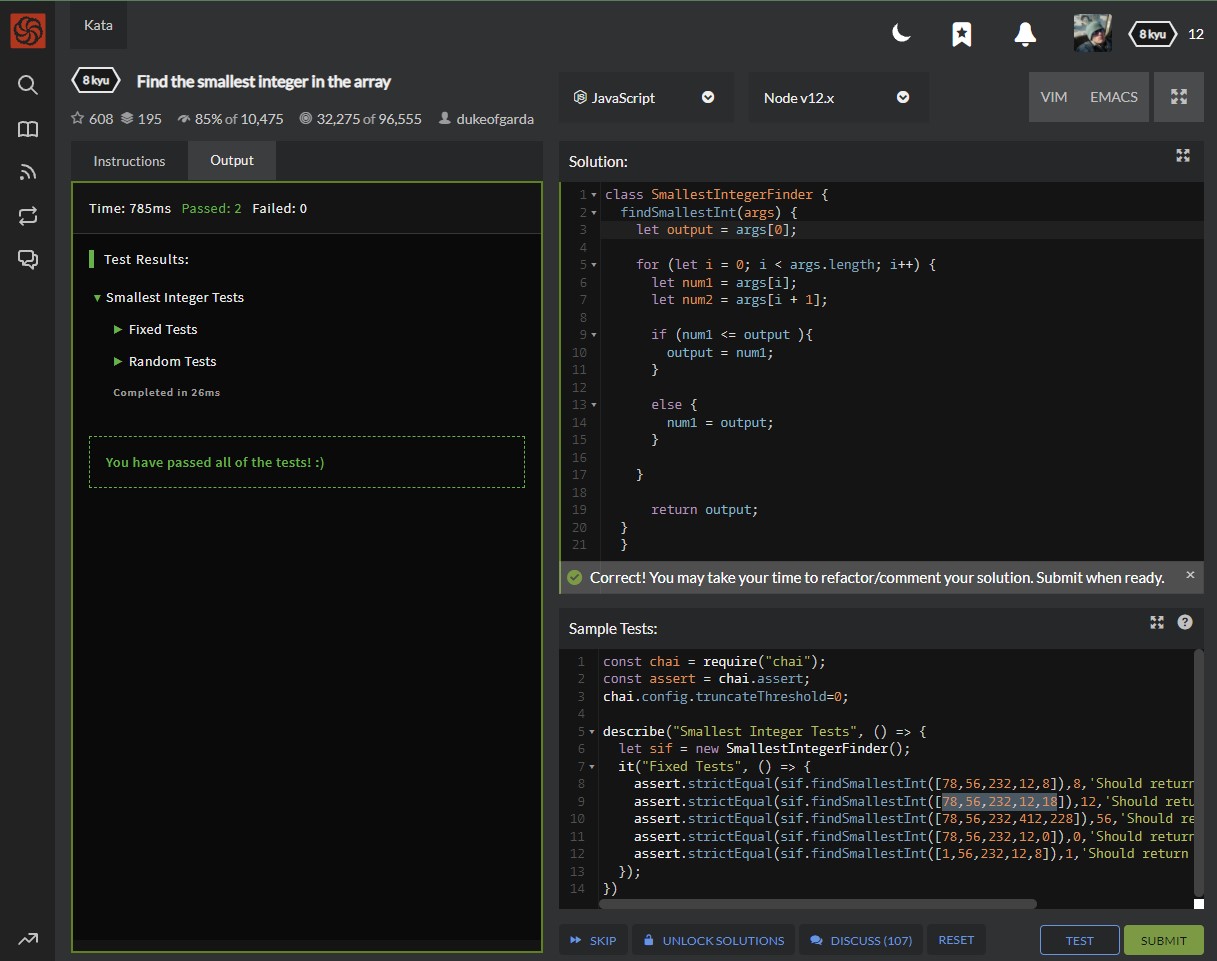 Kata
8 kyu
12
8 kyu
Find the smallest integer in the array
608 195 85% of 10,475 32,275 of 96,555 dukeofgarda
JavaScript
Node v12.x
VIM EMACS
Instructions
Output
Time: 785ms Passed: 2 Failed: 0
Test Results:
Smallest Integer Tests
Fixed Tests
Random Tests
Completed in 26ms
You have passed all of the tests! :)
Solution:
1 class SmallestIntegerFinder {
2 findSmallestInt(args) {
3 let output = args[0];
4
5 for (let i = 0; i < args.length; i++) {
6 let num1 = args[i];
7 let num2 = args[i + 1];
8
9 if (num1 <= output ){
10 output = num1;
11 }
12
13 else {
14 num1 = output;
15 }
16
17 }
18
19 return output;
20 }
21 }
Correct! You may take your time to refactor/comment your solution. Submit when ready. ×
Sample Tests:
?
1 const chai = require("chai");
2 const assert = chai.assert;
3 chai.config.truncateThreshold=0;
4
5 describe("Smallest Integer Tests", () => {
6 let sif = new SmallestIntegerFinder();
7 it("Fixed Tests", () => {
8 assert.strictEqual(sif.findSmallestInt([78,56,232,12,8]),8,'Should return
9 assert.strictEqual(sif.findSmallestInt([78,56,232,12,18]),12,'Should retu
10 assert.strictEqual(sif.findSmallestInt([78,56,232,412,228]),56,'Should re
11 assert.strictEqual(sif.findSmallestInt([78,56,232,12,0]),0,'Should return
12 assert.strictEqual(sif.findSmallestInt([1,56,232,12,8]),1,'Should return
13 });
14 })
SKIP
UNLOCK SOLUTIONS
DISCUSS (107)
RESET
TEST
SUBMIT